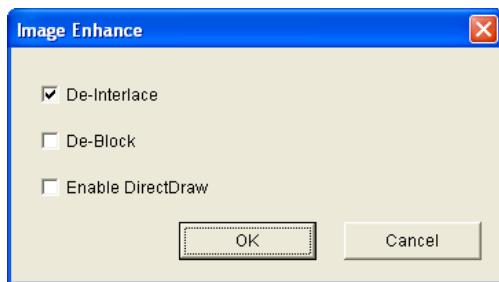 Image Enhance
De-Interlace
De-Block
Enable DirectDraw
OK Cancel